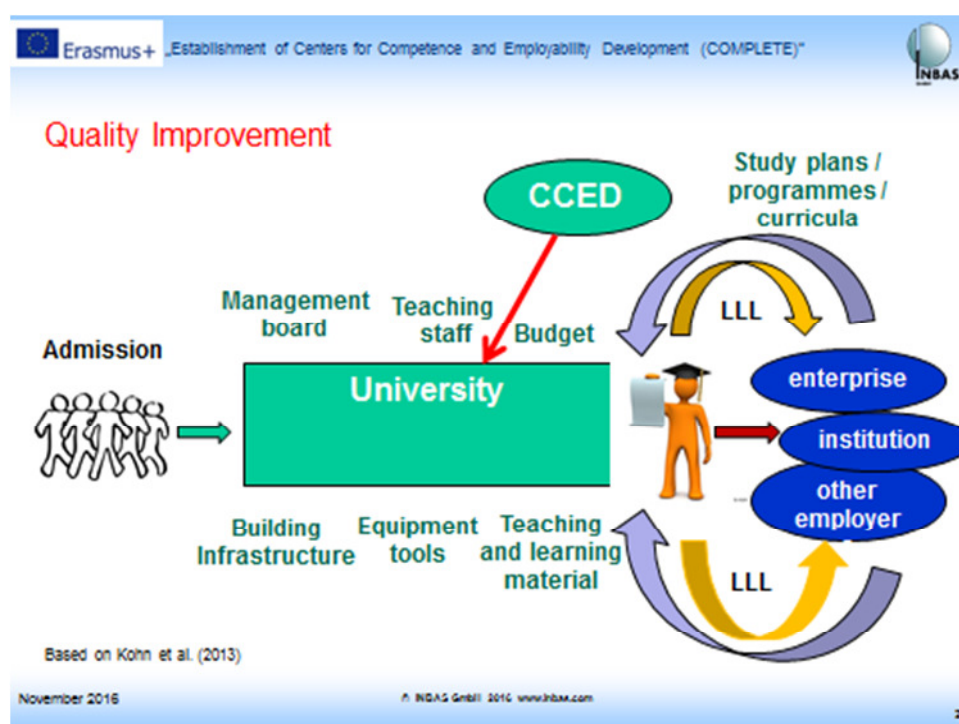 Erasmus+ „Establishment of Centers for Competence and Employability Development (COMPLETE)"
INBAS
Quality Improvement
CCED
Study plans /
programmes /
curricula
Management
board
Teaching
staff
Budget
LLL
Admission
University
enterprise
institution
other
employer
Building
Infrastructure
Equipment
tools
Teaching
and learning
material
LLL
Based on Kohn et al. (2013)
November 2016
© INBAS GmbH 2016 www.inbas.com